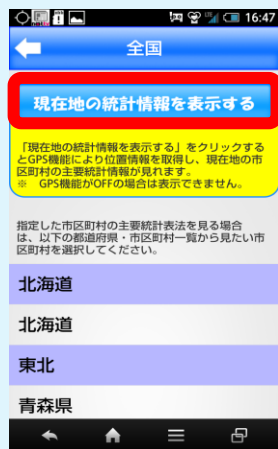 16:47
全国
現在地の統計情報を表示する
「現在地の統計情報を表示する」をクリックする
とGPS機能により位置情報を取得し、現在地の市
区町村の主要統計情報が見れます。
※ GPS機能がOFFの場合は表示できません。
指定した市区町村の主要統計表法を見る場合
は、以下の都道府県・市区町村一覧から見たい市
区町村を選択してください。
北海道
北海道
東北
青森県